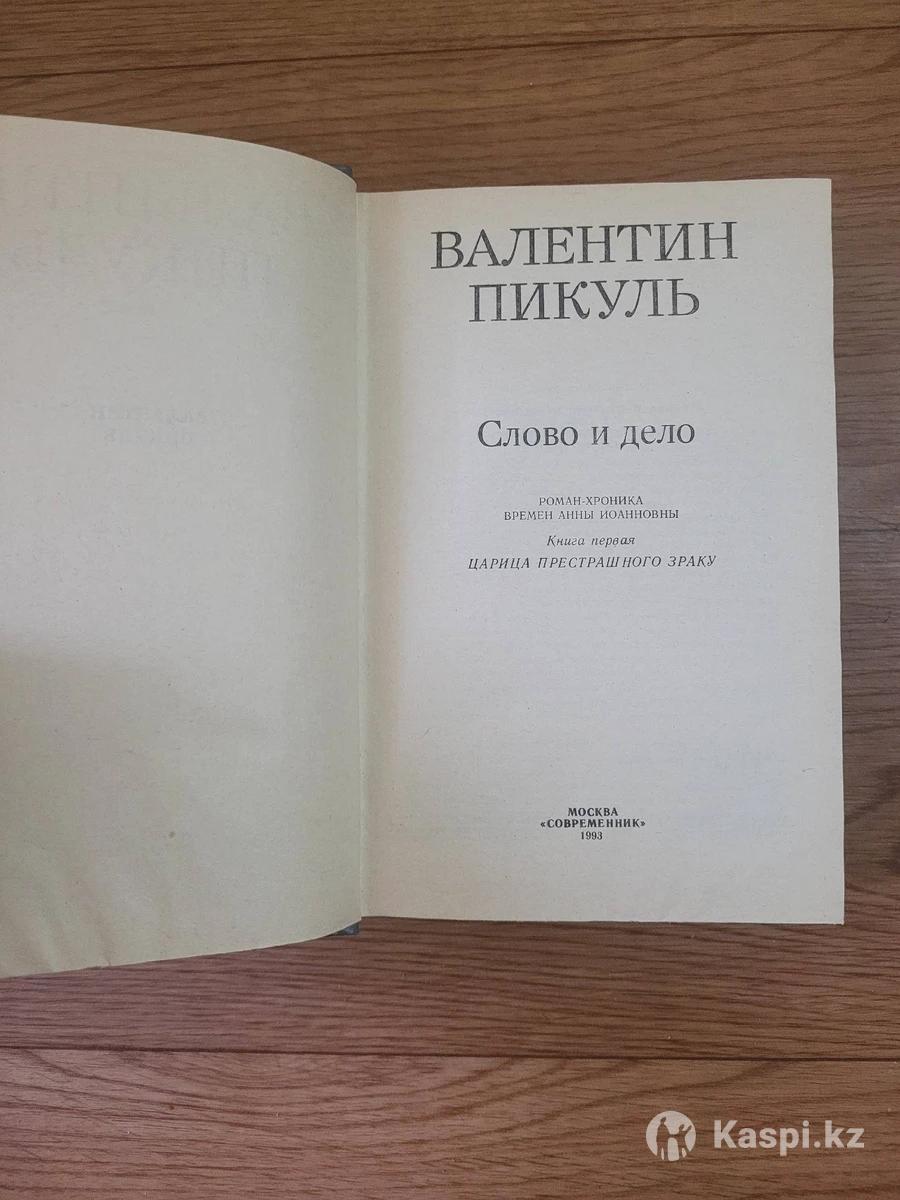 ВАЛЕНТИН
ПИКУЛЬ
Слово и дело
РОМАН-ХРОНИКА
ВРЕМЕН АННЫ ИОАННОВНЫ
Книга первая
ЦАРИЦА ПРЕСТРАШНОГО ЗРАКУ
МОСКВА
«СОВРЕМЕННИК»
1993
Kaspi.kz